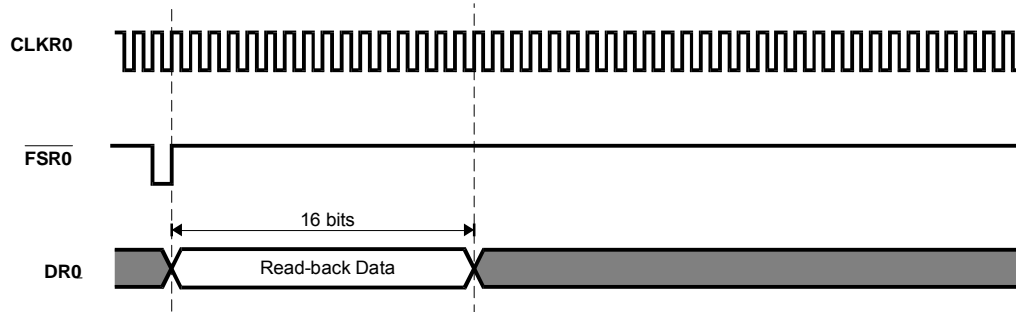 CLKR0
FSR0
16 bits
DR0
Read-back Data